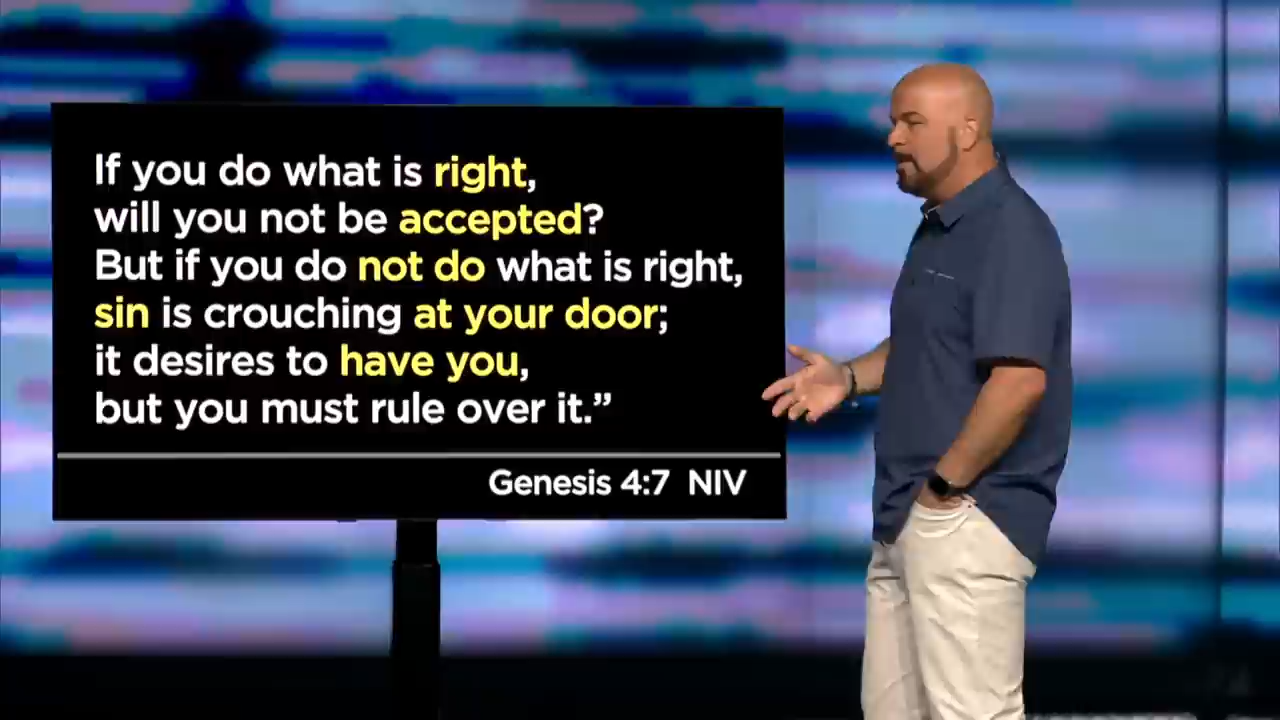 If you do what is right,
will you not be accepted?
But if you do not do what is right,
sin is crouching at your door;
it desires to have you,
but you must rule over it.”
Genesis 4:7 NIV